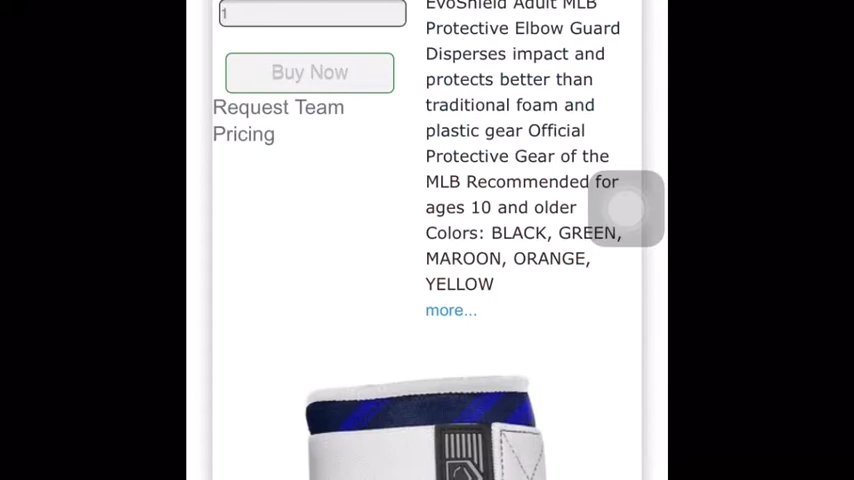 1
Buy Now
Request Team
Pricing
EvoShield Adult MLB
Protective Elbow Guard
Disperses impact and
protects better than
traditional foam and
plastic gear Official
Protective Gear of the
MLB Recommended for
ages 10 and older
Colors: BLACK, GREEN,
MAROON, ORANGE,
YELLOW
more...